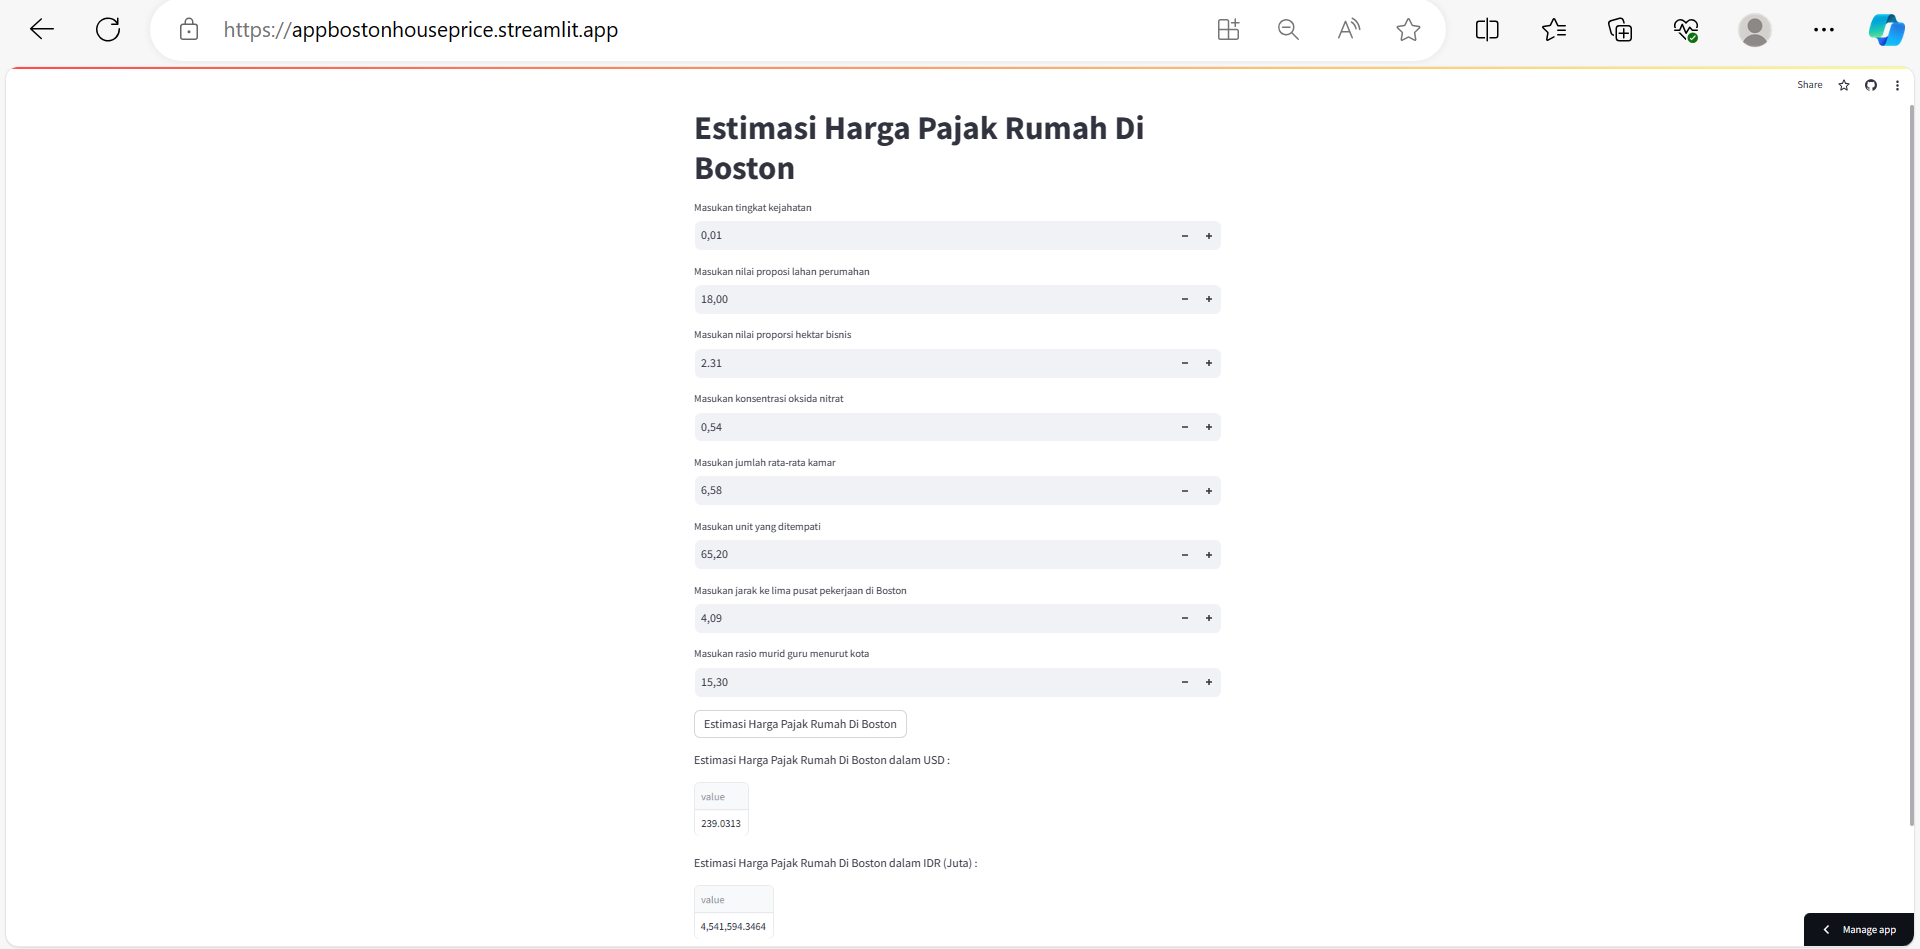 https://appbostonhouseprice.streamlit.app
Share
Estimasi Harga Pajak Rumah Di
Boston
Masukan tingkat kejahatan
0,01
Masukan nilai proposi lahan perumahan
18,00
Masukan nilai proporsi hektar bisnis
2.31
Masukan konsentrasi oksida nitrat
0,54
Masukan jumlah rata-rata kamar
6,58
Masukan unit yang ditempati
65,20
Masukan jarak ke lima pusat pekerjaan di Boston
4,09
Masukan rasio murid guru menurut kota
15,30
Estimasi Harga Pajak Rumah Di Boston
Estimasi Harga Pajak Rumah Di Boston dalam USD :
value
239.0313
Estimasi Harga Pajak Rumah Di Boston dalam IDR (Juta) :
value
4,541,594.3464
Manage app